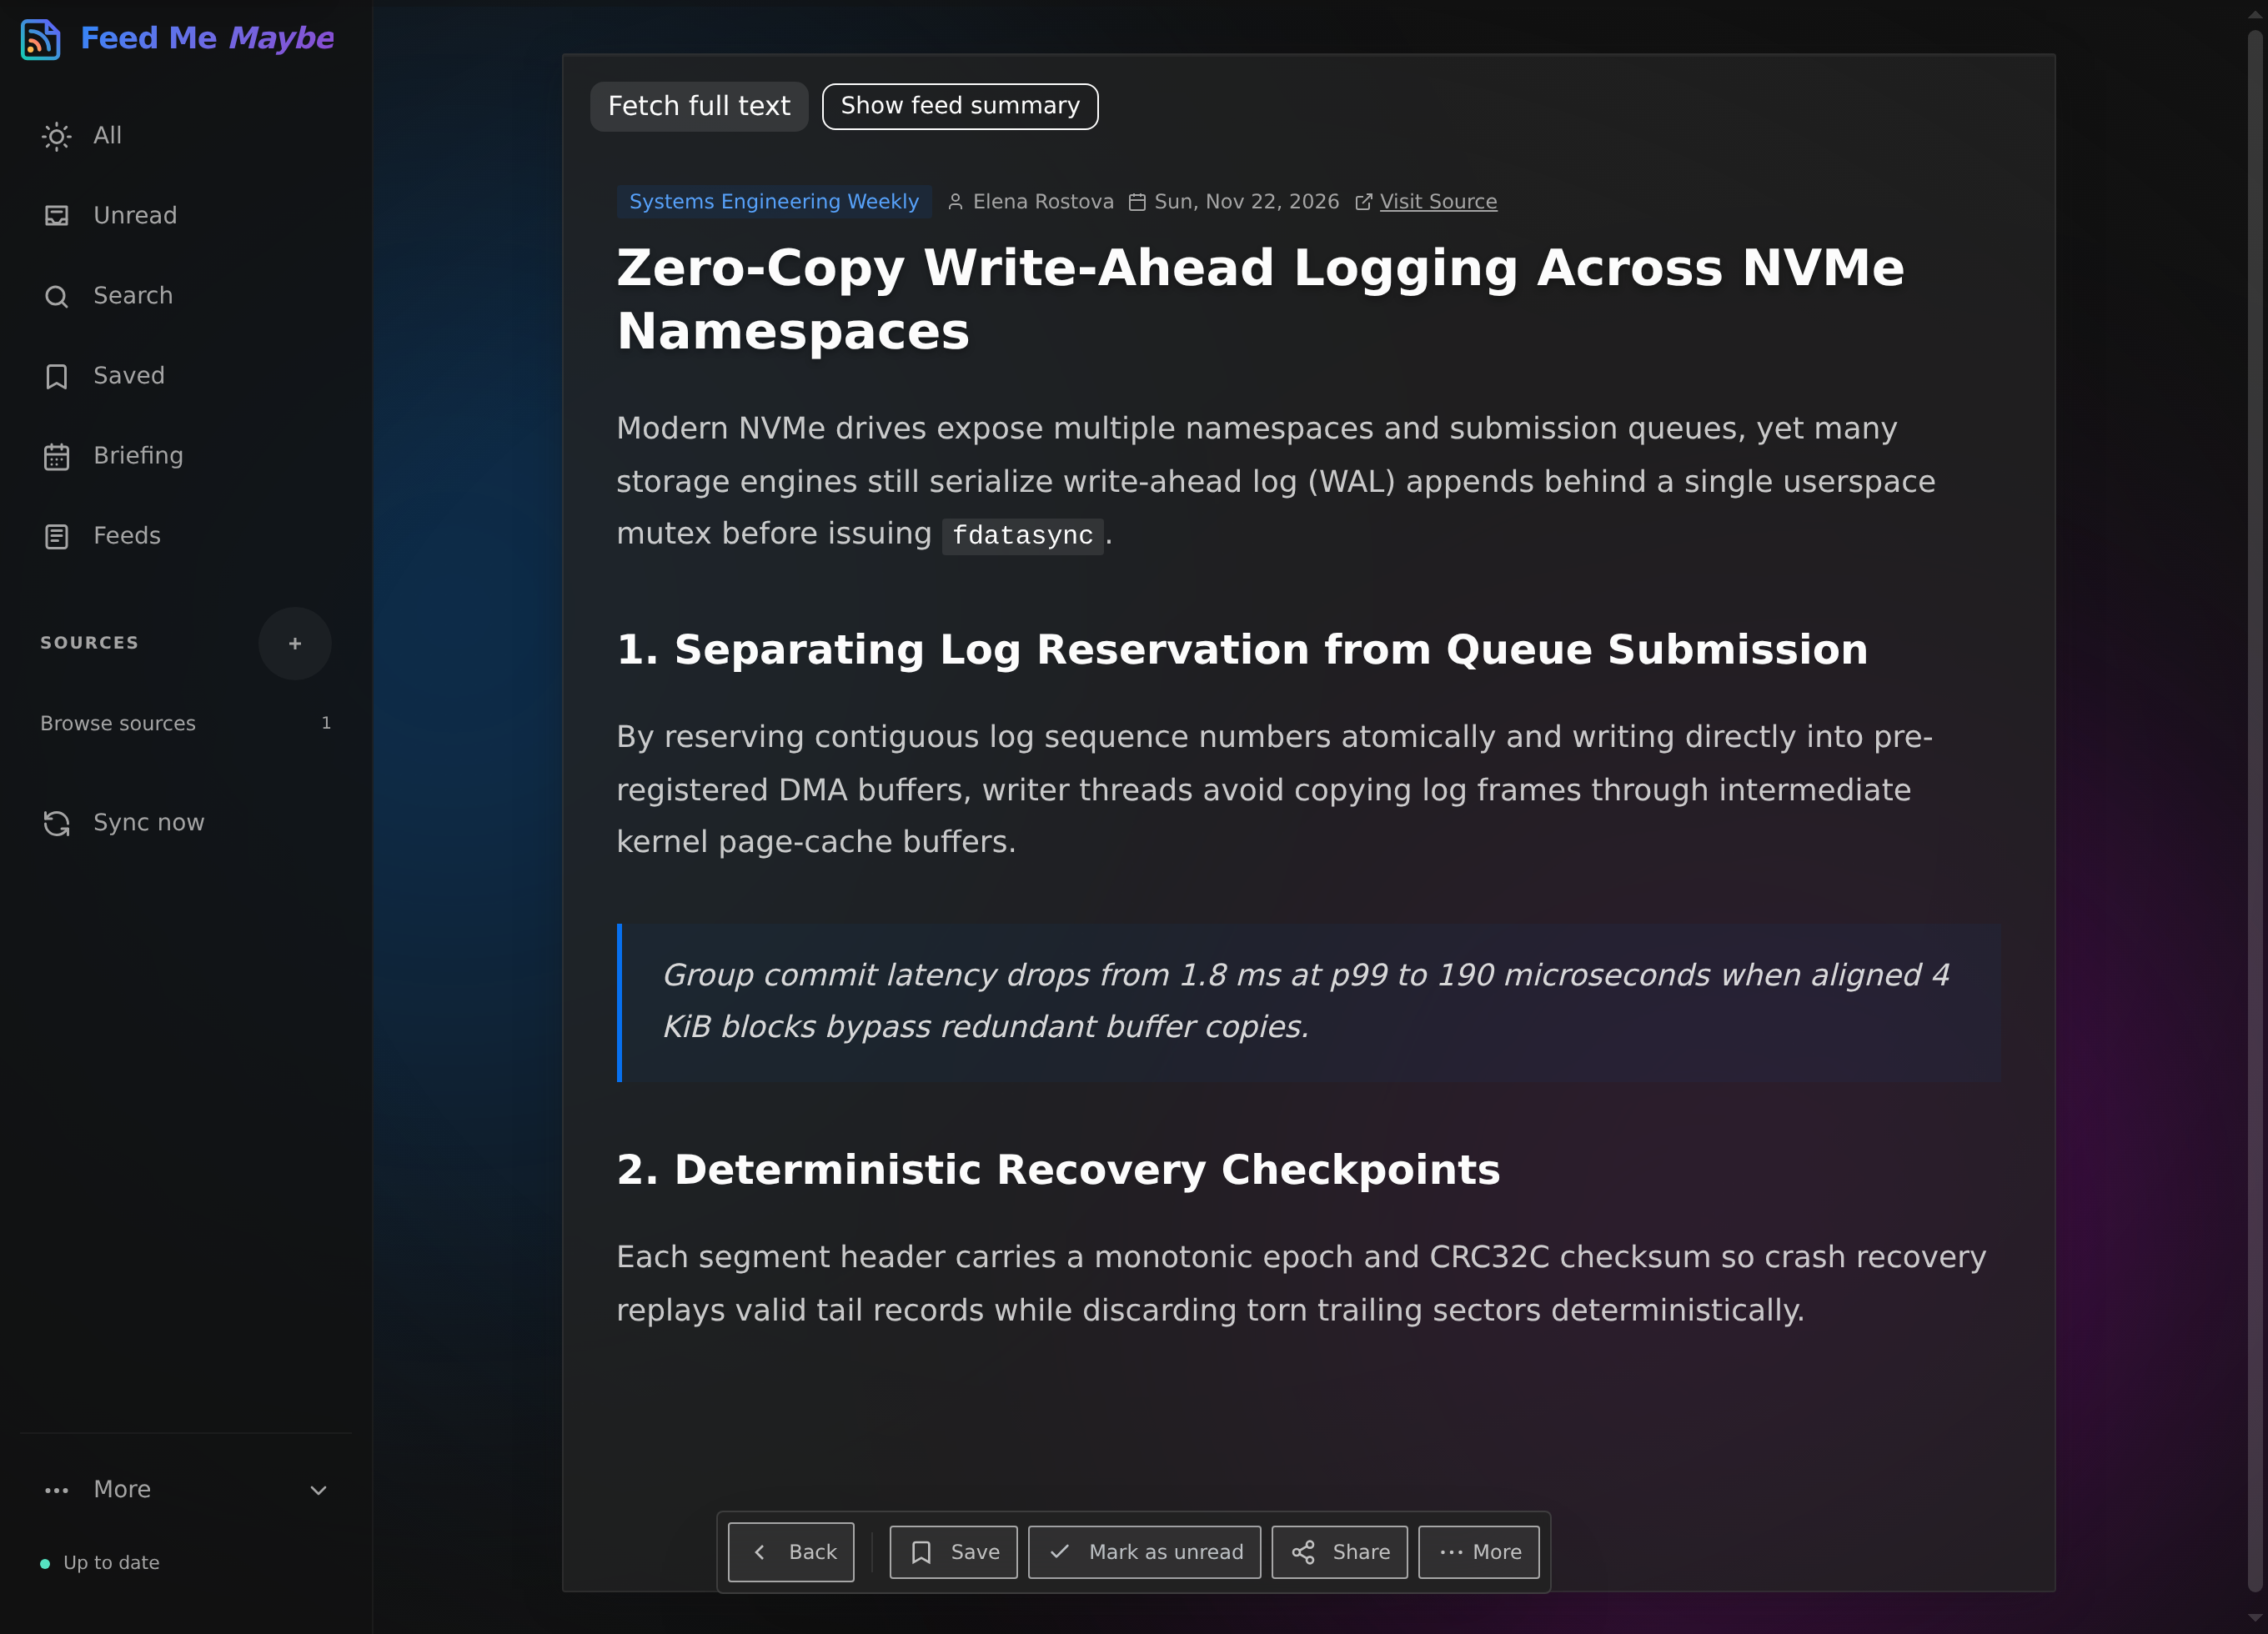 Feed Me Maybe
All
Unread
Search
Saved
Briefing
Feeds
SOURCES
+
Browse sources 1
Sync now
More
Up to date
Fetch full text Show feed summary
Systems Engineering Weekly Elena Rostova Sun, Nov 22, 2026 Visit Source
Zero-Copy Write-Ahead Logging Across NVMe
Namespaces
Modern NVMe drives expose multiple namespaces and submission queues, yet many
storage engines still serialize write-ahead log (WAL) appends behind a single userspace
mutex before issuing fdatasync.
1. Separating Log Reservation from Queue Submission
By reserving contiguous log sequence numbers atomically and writing directly into pre-
registered DMA buffers, writer threads avoid copying log frames through intermediate
kernel page-cache buffers.
Group commit latency drops from 1.8 ms at p99 to 190 microseconds when aligned 4
KiB blocks bypass redundant buffer copies.
2. Deterministic Recovery Checkpoints
Each segment header carries a monotonic epoch and CRC32C checksum so crash recovery
replays valid tail records while discarding torn trailing sectors deterministically.
Back Save Mark as unread Share More